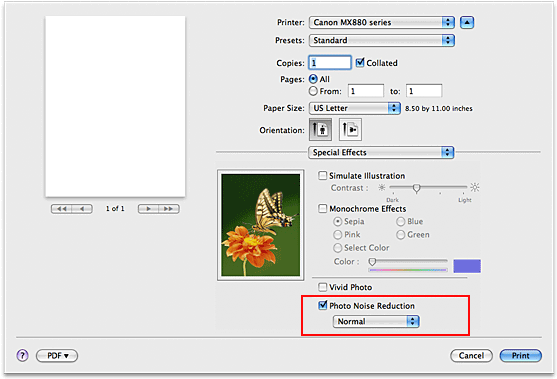 Printer: Canon MX880 series
Presets: Standard
Copies: 1 Collated
Pages: All
From: 1 to: 1
Paper Size: US Letter 8.50 by 11.00 inches
Orientation:
Special Effects
1 of 1
Simulate Illustration
Contrast :
Dark Light
Monochrome Effects
Sepia Blue
Pink Green
Select Color
Color :
Vivid Photo
Photo Noise Reduction
Normal
? PDF Cancel Print